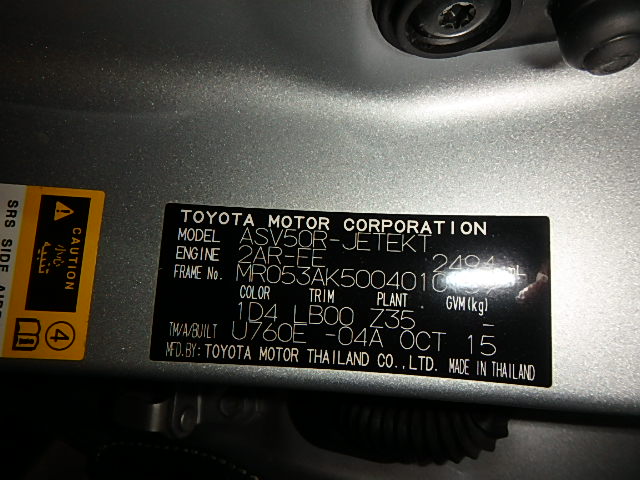 TOYOTA MOTOR CORPORATION
MODEL ASV50R-JETEKT
ENGINE 2AR-FE 2494
FRAME No.
COLOR TRIM PLANT GVM(kg)
1D4 LB00 Z35 -
TM/A/BUILT U760E -04A OCT 15
MFD.BY: TOYOTA MOTOR THAILAND CO.,LTD. MADE IN THAILAND
CAUTION
SRS SIDE
4